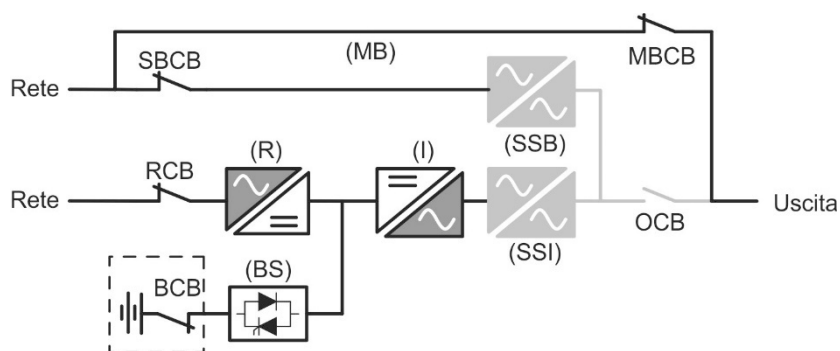 (MB)
MBCB
SBCB
Rete
(SSB)
RCB
(R)
(I)
Rete
Uscita
OCB
(SSI)
BCB
(BS)